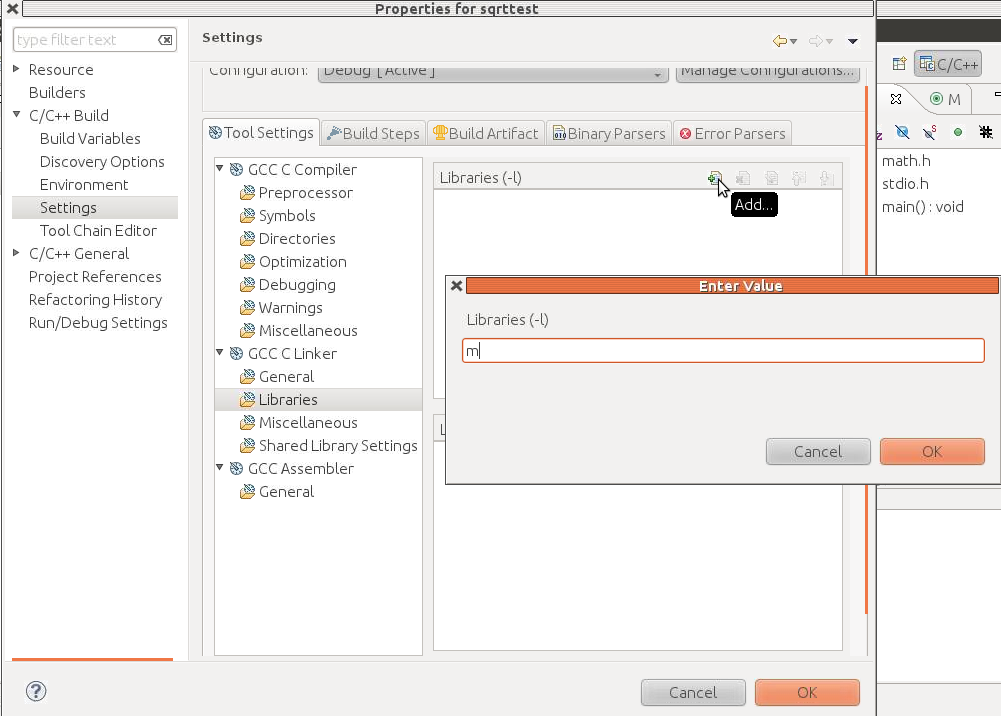 Properties for sqrttest
type filter text
Resource
Builders
C/C++ Build
Build Variables
Discovery Options
Environment
Settings
Tool Chain Editor
C/C++ General
Project References
Refactoring History
Run/Debug Settings
Settings
Configuration: Debug [ Active ] Manage Configurations...
Tool Settings Build Steps Build Artifact Binary Parsers Error Parsers
GCC C Compiler
Preprocessor
Symbols
Directories
Optimization
Debugging
Warnings
Miscellaneous
GCC C Linker
General
Libraries
Miscellaneous
Shared Library Settings
GCC Assembler
General
Libraries (-l)
Add...
Enter Value
Libraries (-l)
m
Cancel OK
Cancel OK
C/C++
M
math.h
stdio.h
main() : void